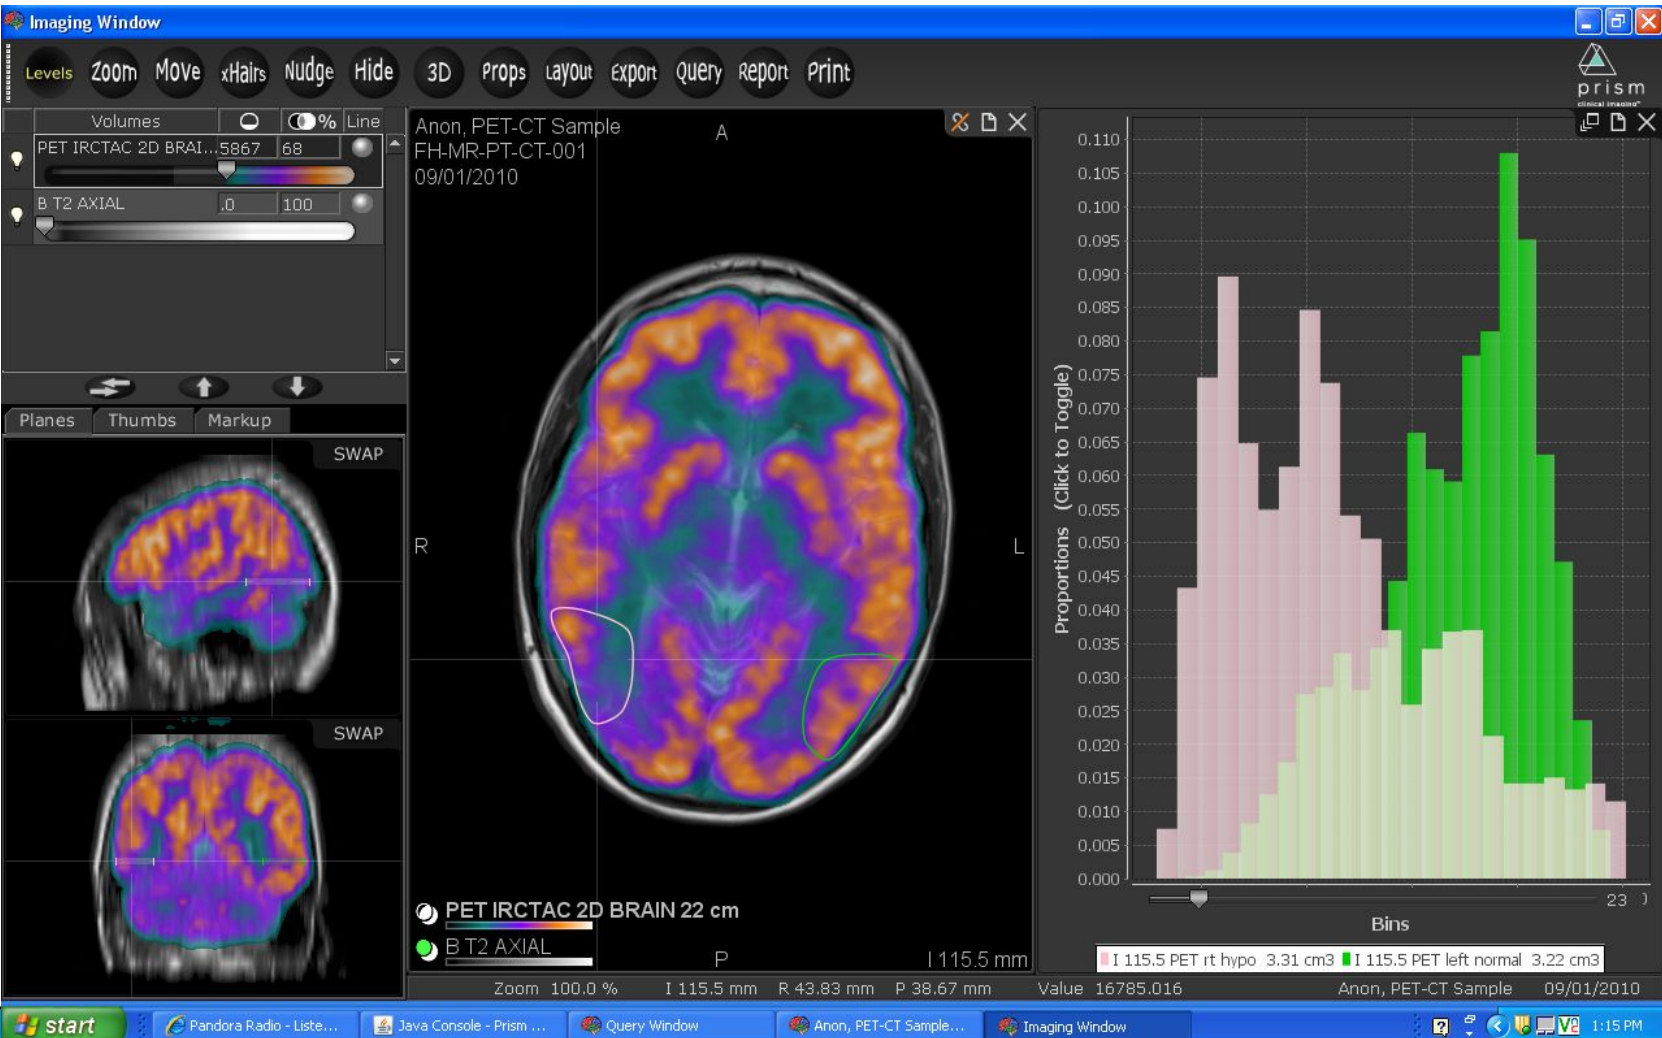 Imaging Window
Levels Zoom Move xHairs Nudge Hide 3D Props Layout Export Query Report Print
prism
clinical imaging™
Volumes % Line
PET IRCTAC 2D BRAI... 5867 68
B T2 AXIAL .0 100
Planes Thumbs Markup
SWAP
SWAP
Anon, PET-CT Sample
FH-MR-PT-CT-001
09/01/2010
A
R
L
P
PET IRCTAC 2D BRAIN 22 cm
B T2 AXIAL
I 115.5 mm
0.110
0.105
0.100
0.095
0.090
0.085
0.080
0.075
0.070
0.065
0.060
0.055
0.050
0.045
0.040
0.035
0.030
0.025
0.020
0.015
0.010
0.005
0.000
Proportions (Click to Toggle)
23
Bins
I 115.5 PET rt hypo 3.31 cm3 I 115.5 PET left normal 3.22 cm3
Zoom 100.0 % I 115.5 mm R 43.83 mm P 38.67 mm Value 16785.016 Anon, PET-CT Sample 09/01/2010
start Pandora Radio - Liste... Java Console - Prism ... Query Window Anon, PET-CT Sample... Imaging Window 1:15 PM